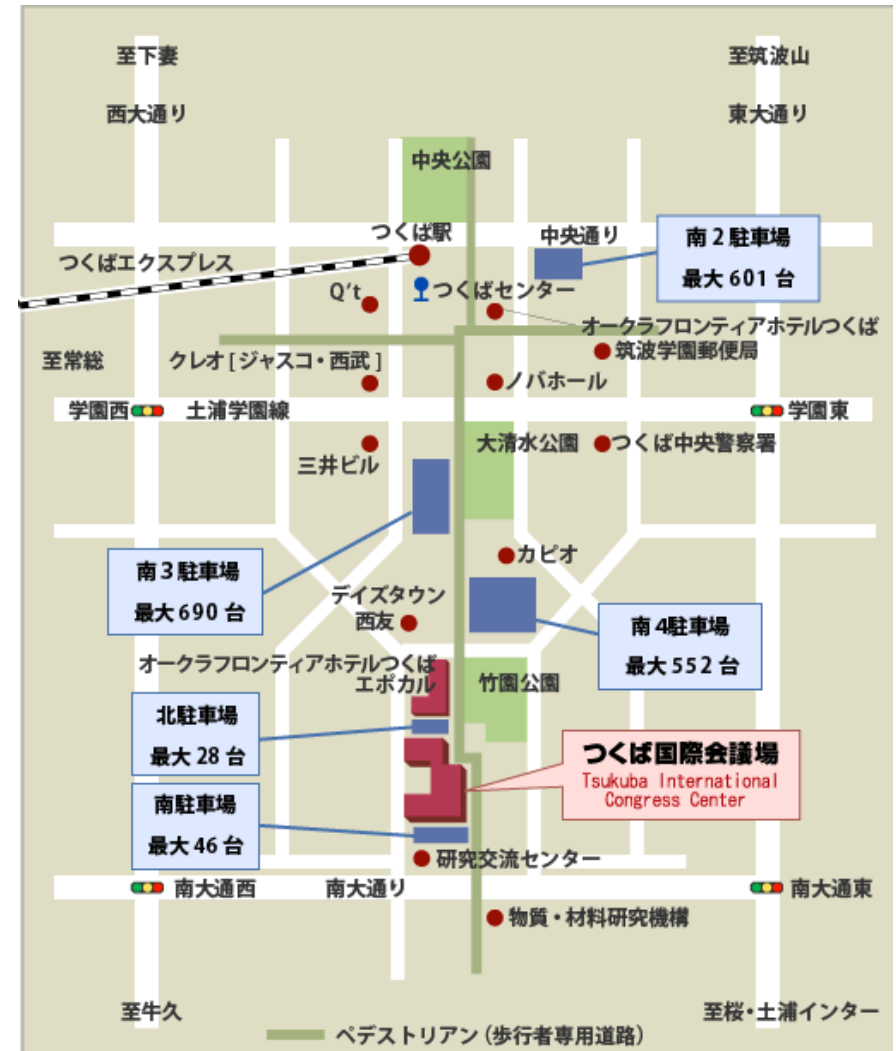 至下妻
至筑波山
西大通り
東大通り
中央公園
つくば駅
中央通り
南2駐車場
最大601台
つくばエクスプレス
Q't
つくばセンター
オークラフロンティアホテルつくば
筑波学園郵便局
至常総
クレオ[ジャスコ・西武]
ノバホール
学園西
土浦学園線
学園東
三井ビル
大清水公園
つくば中央警察署
カピオ
南3駐車場
最大690台
デイズタウン
西友
南4駐車場
最大552台
オークラフロンティアホテルつくば
エポカル
竹園公園
北駐車場
最大28台
つくば国際会議場
Tsukuba International
Congress Center
南駐車場
最大46台
研究交流センター
南大通西
南大通り
南大通東
物質・材料研究機構
至牛久
至桜・土浦インター
ペデストリアン(歩行者専用道路)